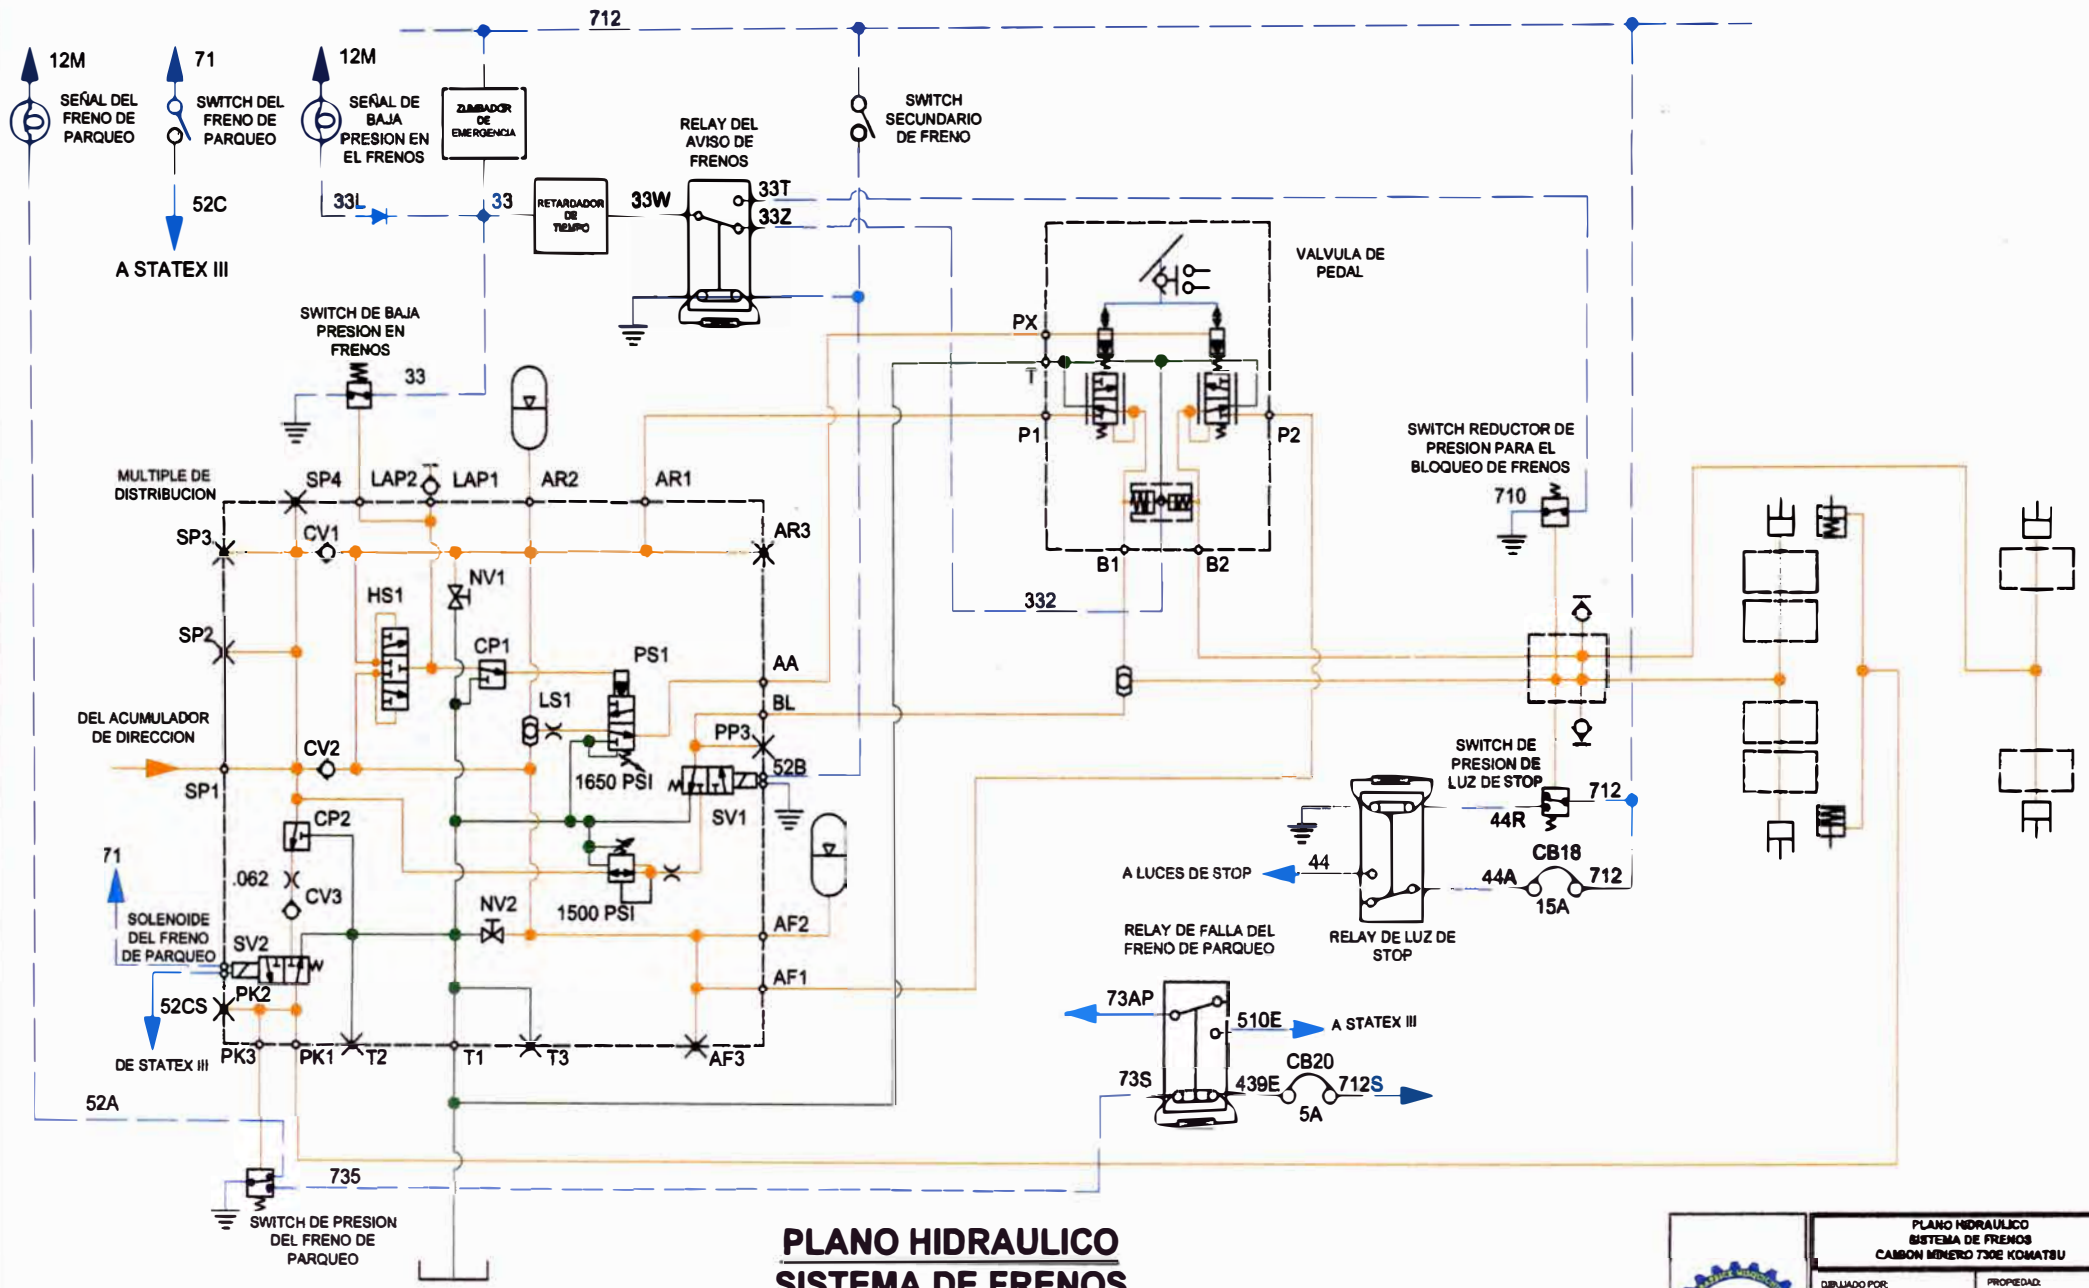 712
12M
71
12M
SEÑAL DEL
FRENO DE
PARQUEO
SWITCH DEL
FRENO DE
PARQUEO
SEÑAL DE
BAJA
PRESION EN
EL FRENOS
ZUMBADOR
DE
EMERGENCIA
RELAY DEL
AVISO DE
FRENOS
SWITCH
SECUNDARIO
DE FRENO
33L
33
RETARDADOR
DE
TIEMPO
33W
33T
33Z
52C
A STATEX III
VALVULA DE
PEDAL
SWITCH DE BAJA
PRESION EN
FRENOS
33
PX
T
P1
P2
SWITCH REDUCTOR DE
PRESION PARA EL
BLOQUEO DE FRENOS
710
MULTIPLE DE
DISTRIBUCION
SP4
LAP2
LAP1
AR2
AR1
SP3
CV1
AR3
NV1
HS1
B1
B2
332
SP2
CP1
PS1
AA
LS1
BL
DEL ACUMULADOR
DE DIRECCION
CV2
PP3
52B
SP1
1650 PSI
SV1
SWITCH DE
PRESION DE
LUZ DE STOP
712
44R
CP2
71
.062
CV3
A LUCES DE STOP
44
44A
CB18
712
15A
SOLENOIDE
DEL FRENO
DE PARQUEO
SV2
NV2
1500 PSI
AF2
RELAY DE FALLA DEL
FRENO DE PARQUEO
RELAY DE LUZ DE
STOP
PK2
AF1
52CS
73AP
510E
A STATEX III
DE STATEX III
PK3
PK1
T2
T1
T3
AF3
73S
439E
CB20
712S
5A
52A
735
SWITCH DE PRESION
DEL FRENO DE
PARQUEO
PLANO HIDRAULICO
SISTEMA DE FRENOS
PLANO HIDRAULICO
SISTEMA DE FRENOS
CAMION MINERO 730E KOMATSU
DIBUJADO POR:
PROPIEDAD: